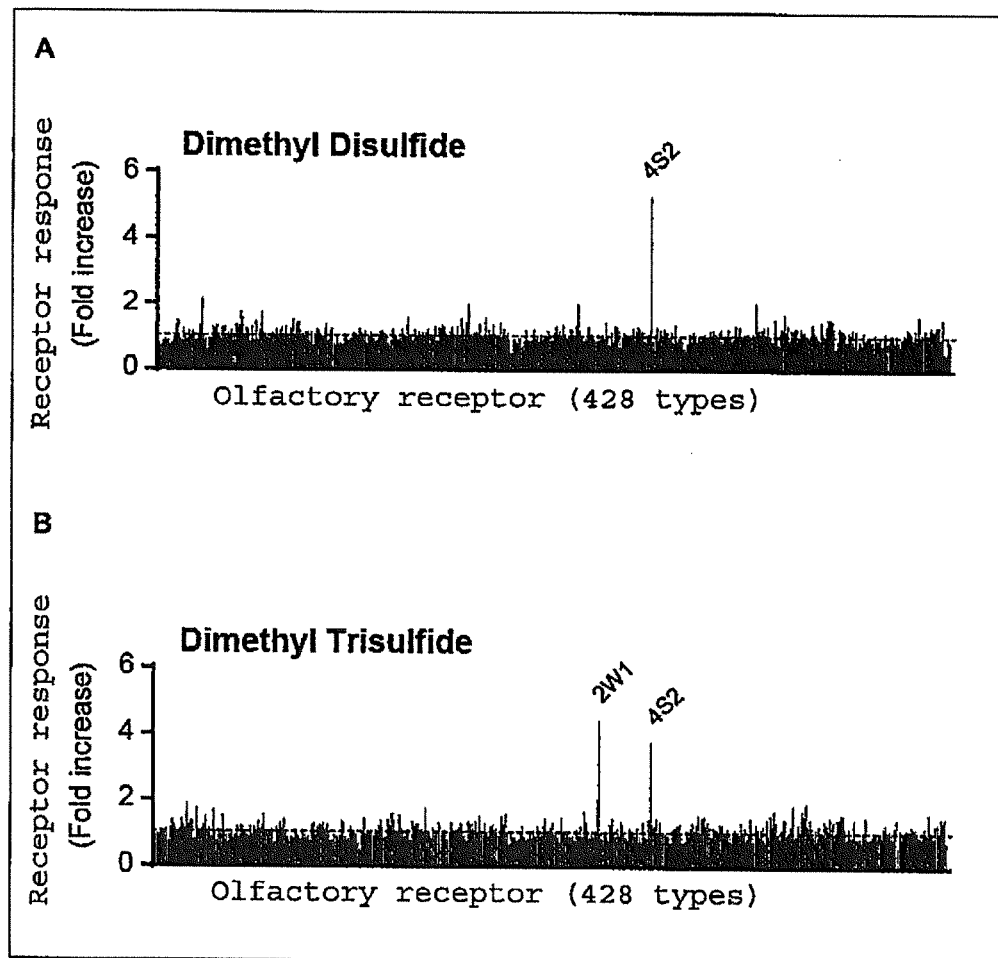 A
Dimethyl Disulfide
4S2
6
4
2
0
Receptor response
(Fold increase)
Olfactory receptor (428 types)
B
Dimethyl Trisulfide
2W1
4S2
6
4
2
0
Receptor response
(Fold increase)
Olfactory receptor (428 types)